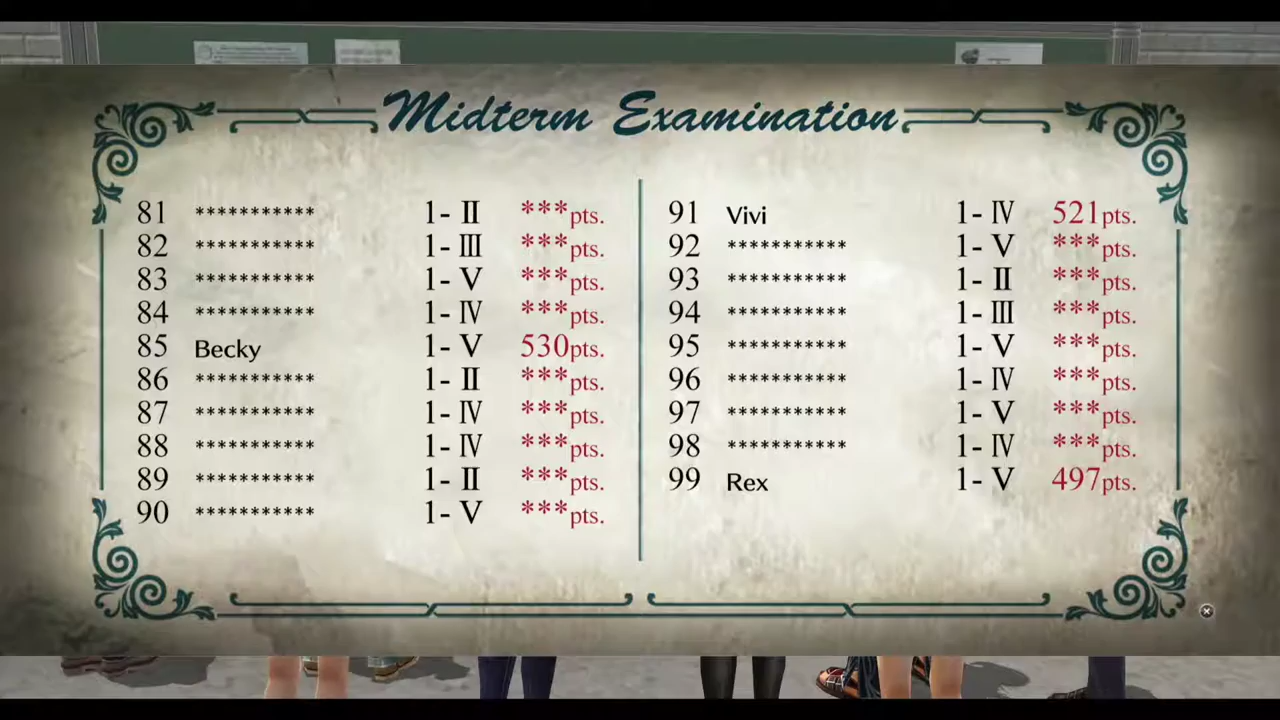 Midterm Examination
81 *********** 1-Ⅱ ***pts.
82 *********** 1-Ⅲ ***pts.
83 *********** 1-Ⅴ ***pts.
84 *********** 1-Ⅳ ***pts.
85 Becky 1-Ⅴ 530pts.
86 *********** 1-Ⅱ ***pts.
87 *********** 1-Ⅳ ***pts.
88 *********** 1-Ⅳ ***pts.
89 *********** 1-Ⅱ ***pts.
90 *********** 1-Ⅴ ***pts.
91 Vivi 1-Ⅳ 521pts.
92 *********** 1-Ⅴ ***pts.
93 *********** 1-Ⅱ ***pts.
94 *********** 1-Ⅲ ***pts.
95 *********** 1-Ⅴ ***pts.
96 *********** 1-Ⅳ ***pts.
97 *********** 1-Ⅴ ***pts.
98 *********** 1-Ⅳ ***pts.
99 Rex 1-Ⅴ 497pts.